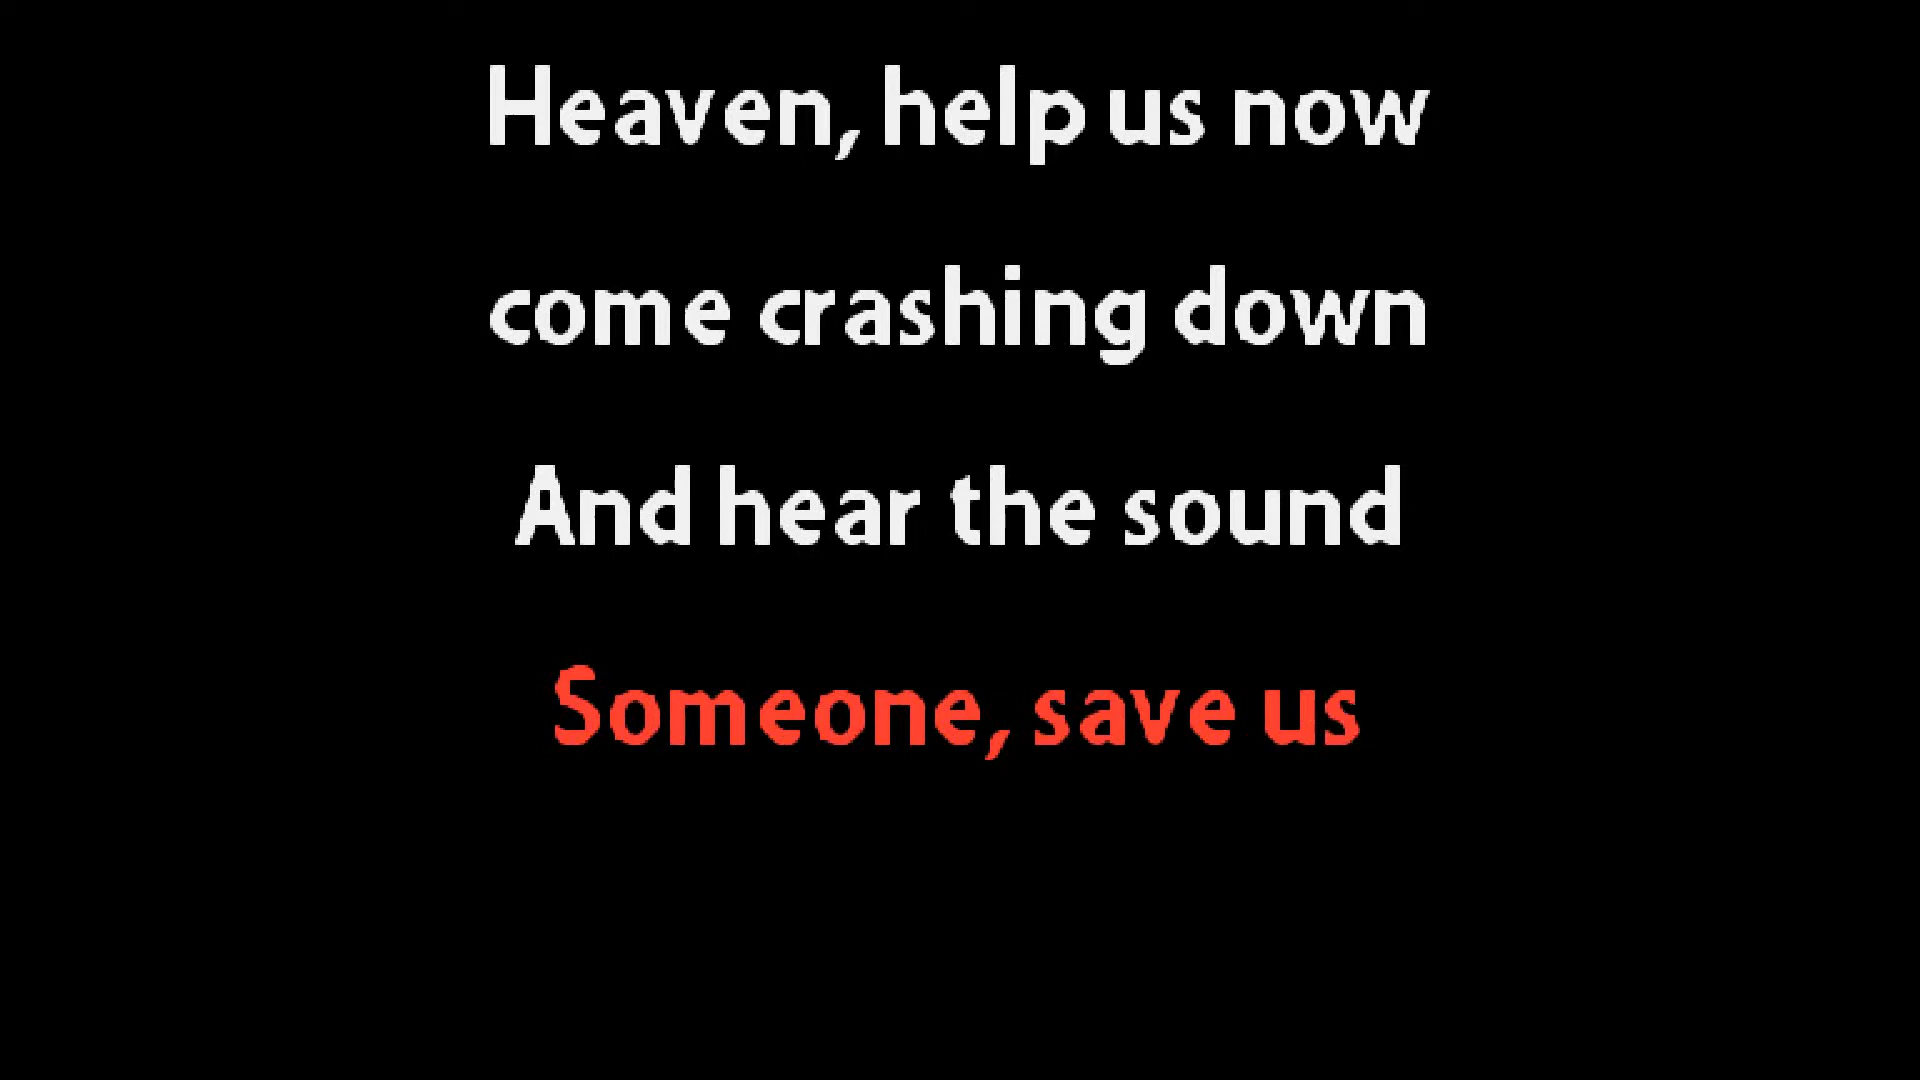 Heaven, help us now
come crashing down
And hear the sound
Someone, save us